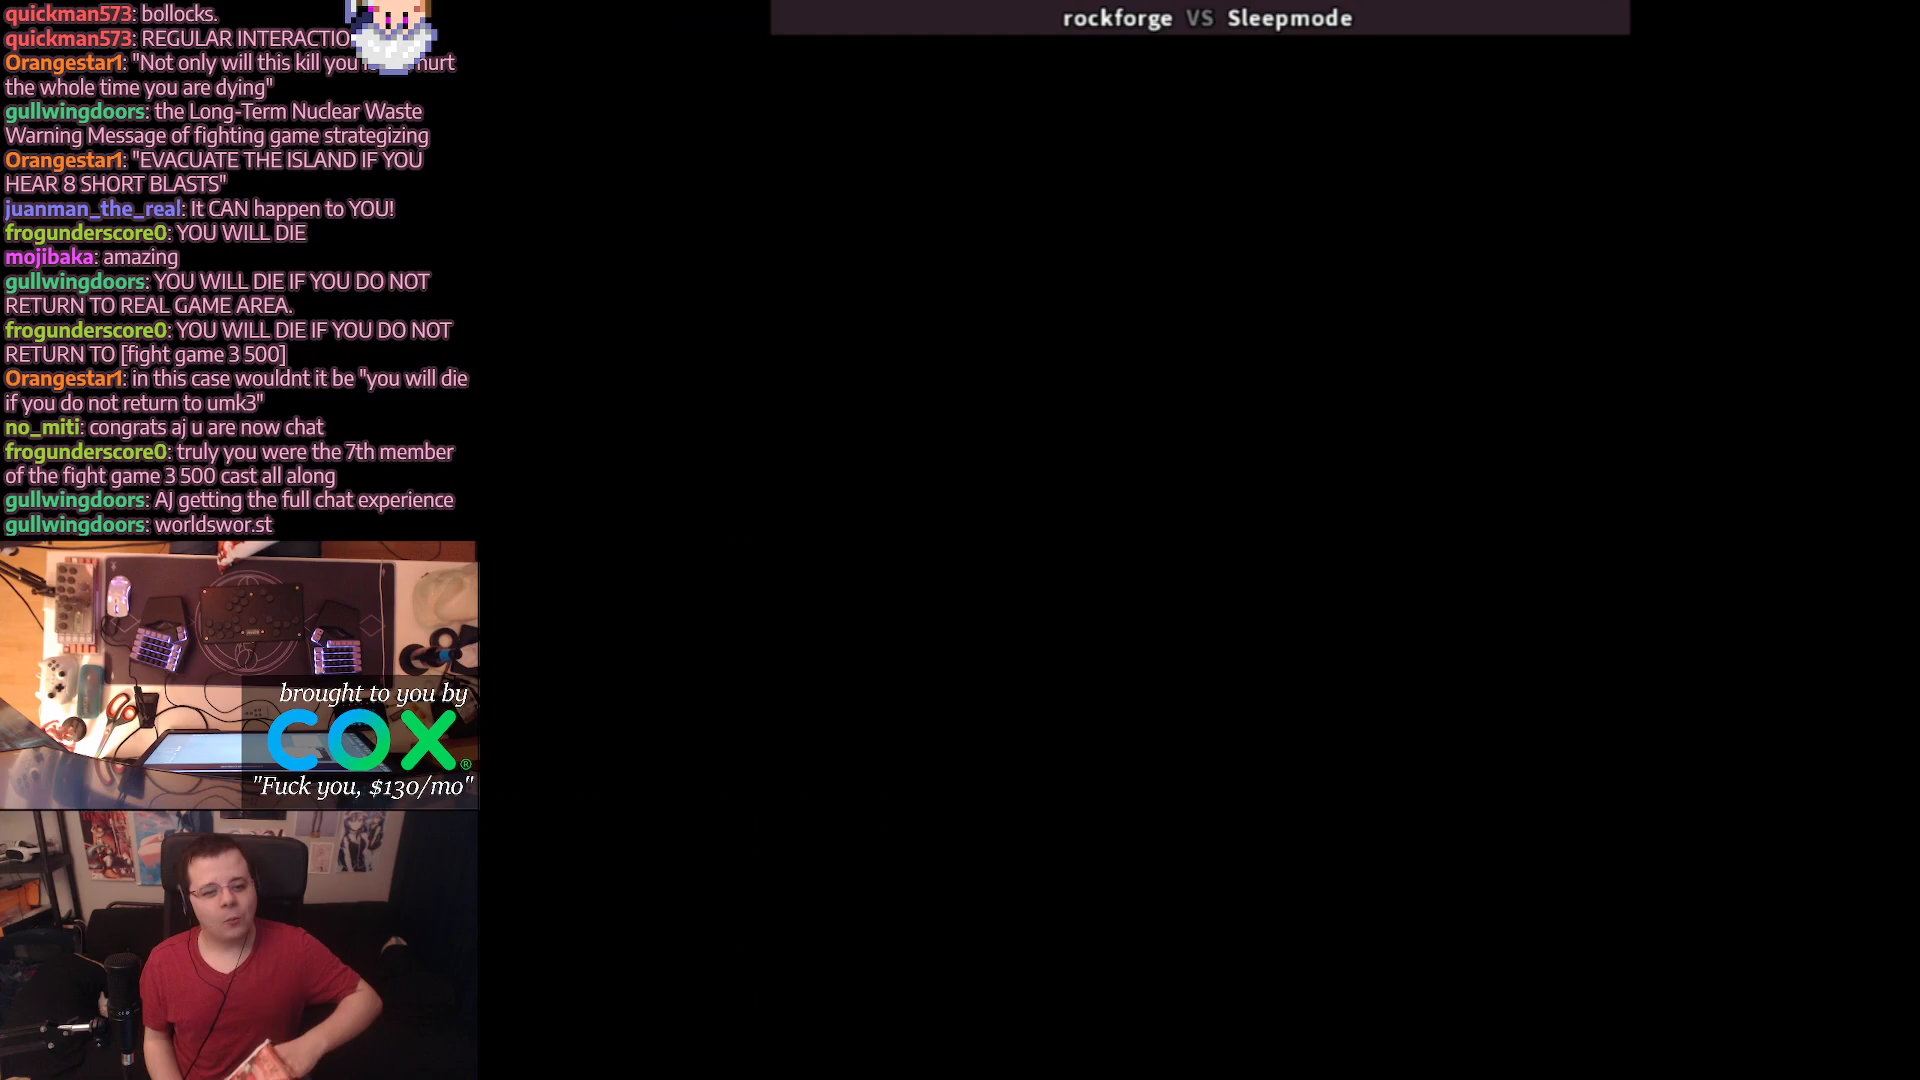 quickman573: bollocks.
quickman573: REGULAR INTERACTIO
Orangestar1: "Not only will this kill you hurt
the whole time you are dying"
gullwingdoors: the Long-Term Nuclear Waste
Warning Message of fighting game strategizing
Orangestar1: "EVACUATE THE ISLAND IF YOU
HEAR 8 SHORT BLASTS"
juanman_the_real: It CAN happen to YOU!
frogunderscore0: YOU WILL DIE
mojibaka: amazing
gullwingdoors: YOU WILL DIE IF YOU DO NOT
RETURN TO REAL GAME AREA.
frogunderscore0: YOU WILL DIE IF YOU DO NOT
RETURN TO [fight game 3 500]
Orangestar1: in this case wouldnt it be "you will die
if you do not return to umk3"
no_miti: congrats aj u are now chat
frogunderscore0: truly you were the 7th member
of the fight game 3 500 cast all along
gullwingdoors: AJ getting the full chat experience
gullwingdoors: worldswor.st
rockforge VS Sleepmode
brought to you by
COX®
"Fuck you, $130/mo"